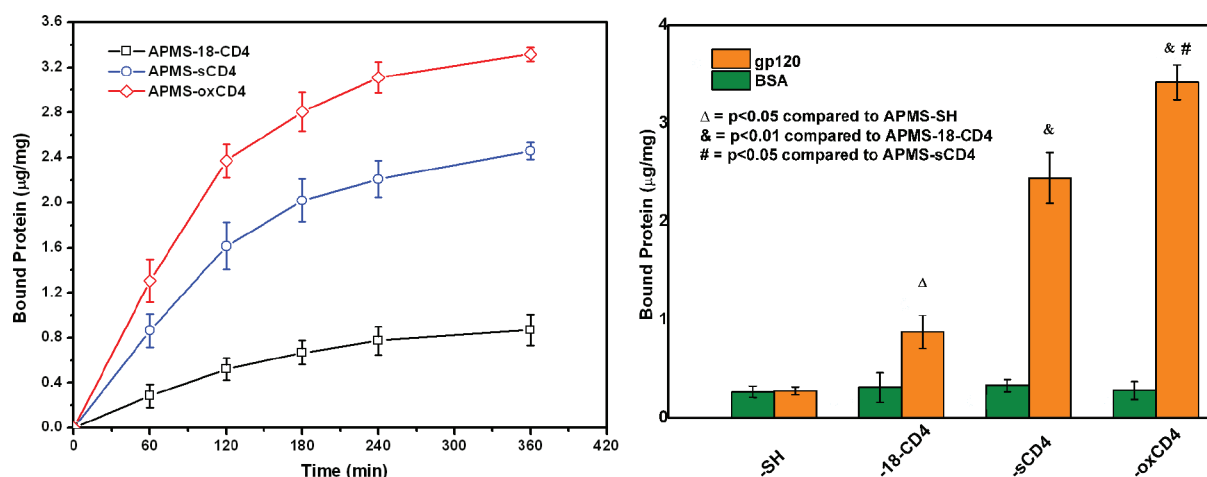 3.6
3.2
2.8
2.4
2.0
1.6
1.2
0.8
0.4
0.0
Bound Protein (µg/mg)
APMS-18-CD4
APMS-sCD4
APMS-oxCD4
0 60 120 180 240 300 360 420
Time (min)
4
3
2
1
0
Bound Protein (µg/mg)
gp120
BSA
Δ = p<0.05 compared to APMS-SH
& = p<0.01 compared to APMS-18-CD4
# = p<0.05 compared to APMS-sCD4
Δ
&
& #
-SH
-18-CD4
-sCD4
-oxCD4